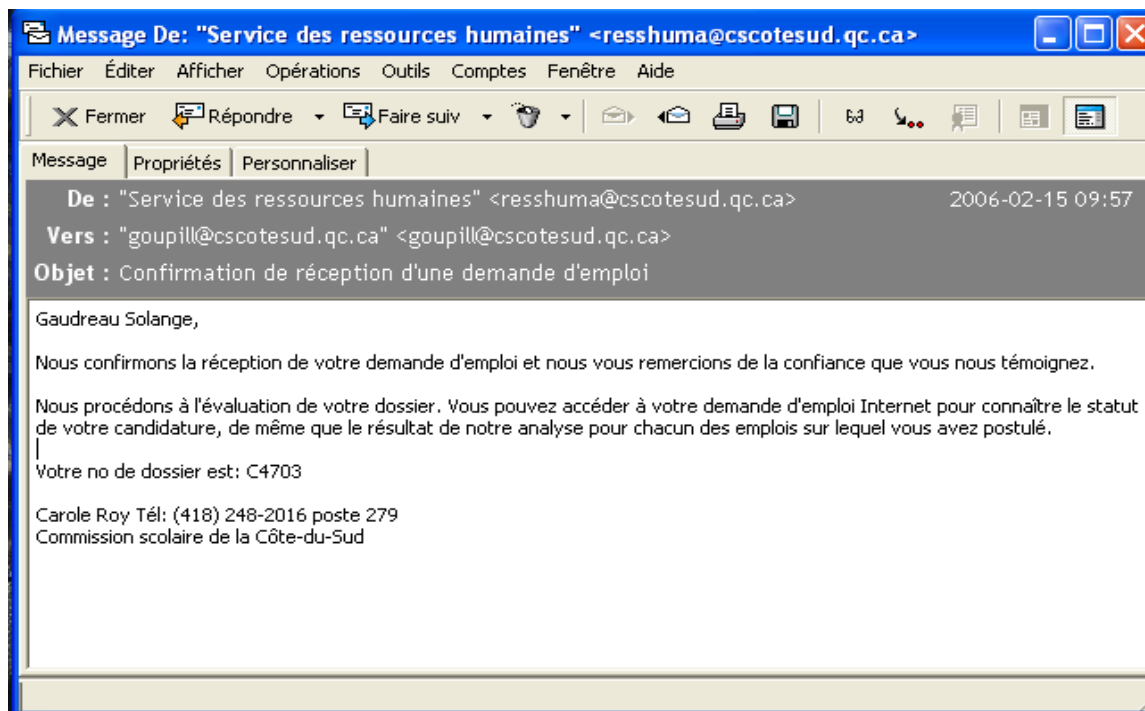 Message De: "Service des ressources humaines" <resshuma@cscotesud.qc.ca>
Fichier Éditer Afficher Opérations Outils Comptes Fenêtre Aide
Fermer Répondre Faire suiv
Message Propriétés Personnaliser
De : "Service des ressources humaines" <resshuma@cscotesud.qc.ca> 2006-02-15 09:57
Vers : "goupill@cscotesud.qc.ca" <goupill@cscotesud.qc.ca>
Objet : Confirmation de réception d'une demande d'emploi
Gaudreau Solange,
Nous confirmons la réception de votre demande d'emploi et nous vous remercions de la confiance que vous nous témoignez.
Nous procédons à l'évaluation de votre dossier. Vous pouvez accéder à votre demande d'emploi Internet pour connaître le statut
de votre candidature, de même que le résultat de notre analyse pour chacun des emplois sur lequel vous avez postulé.
Votre no de dossier est: C4703
Carole Roy Tél: (418) 248-2016 poste 279
Commission scolaire de la Côte-du-Sud